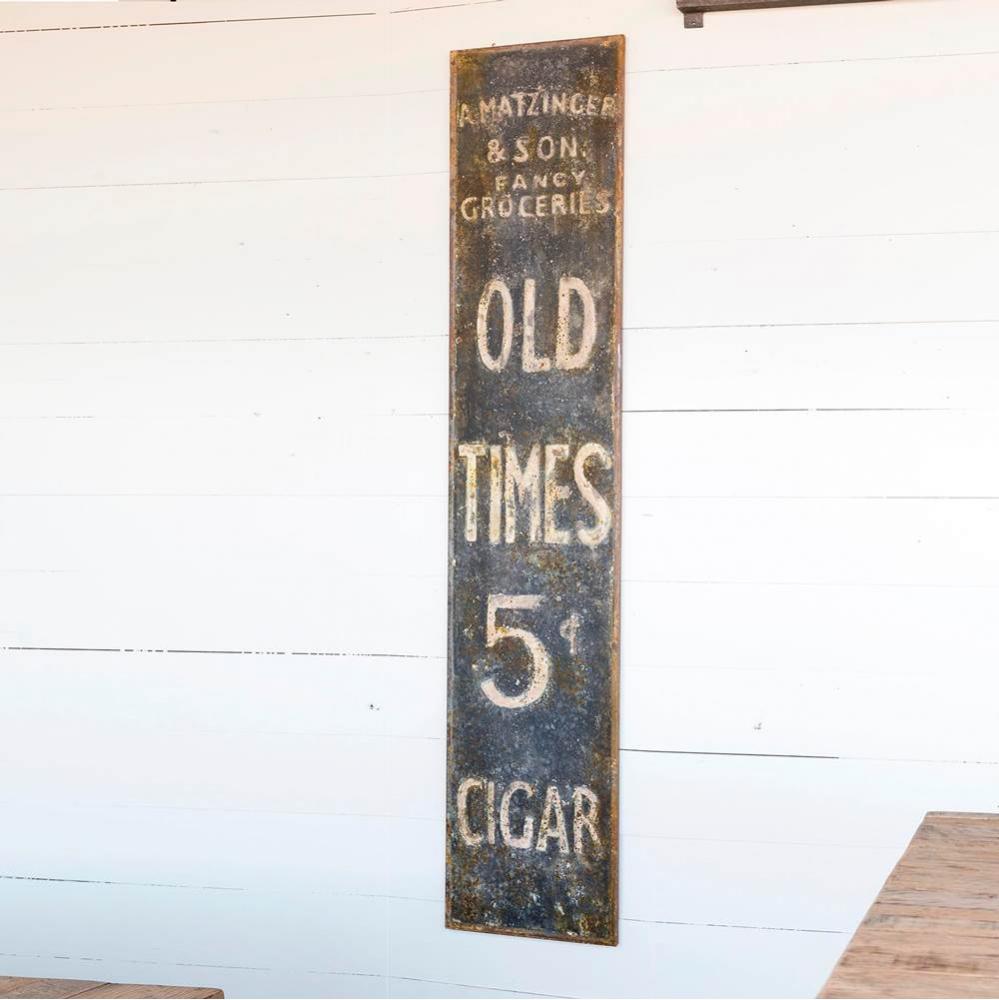 A. MATZINGER
& SON.
FANCY
GROCERIES
OLD
TIMES
5¢
CIGAR